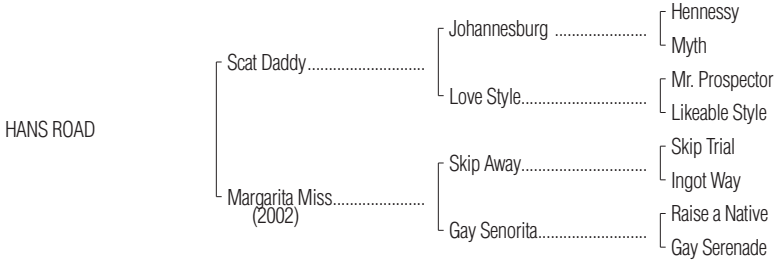 Hennessy
Johannesburg ...................
Myth
Scat Daddy........................
Mr. Prospector
Love Style..........................
Likeable Style
HANS ROAD
Skip Trial
Skip Away..........................
Ingot Way
Margarita Miss...................
(2002)
Raise a Native
Gay Senorita......................
Gay Serenade